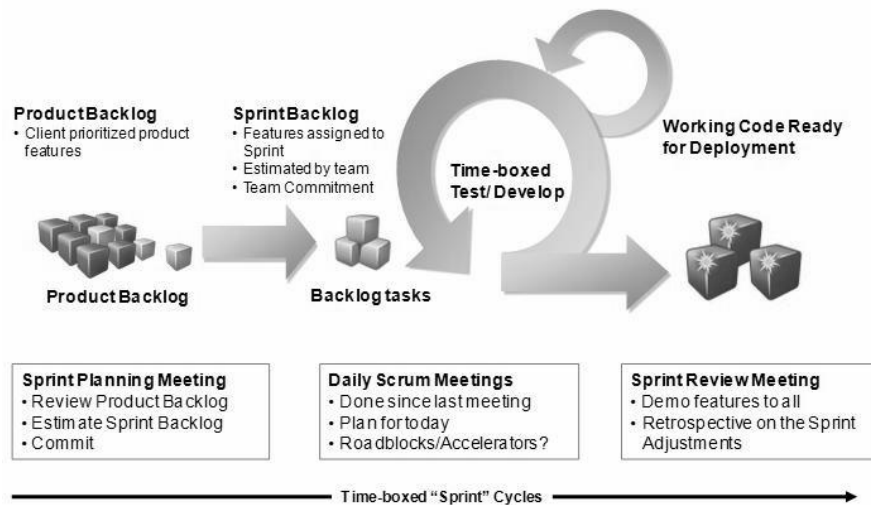 Product Backlog
• Client prioritized product
features
Sprint Backlog
• Features assigned to
Sprint
• Estimated by team
• Team Commitment
Time-boxed
Test/ Develop
Working Code Ready
for Deployment
Product Backlog
Backlog tasks
Sprint Planning Meeting
• Review Product Backlog
• Estimate Sprint Backlog
• Commit
Daily Scrum Meetings
• Done since last meeting
• Plan for today
• Roadblocks/Accelerators?
Sprint Review Meeting
• Demo features to all
• Retrospective on the Sprint
Adjustments
Time-boxed “Sprint” Cycles